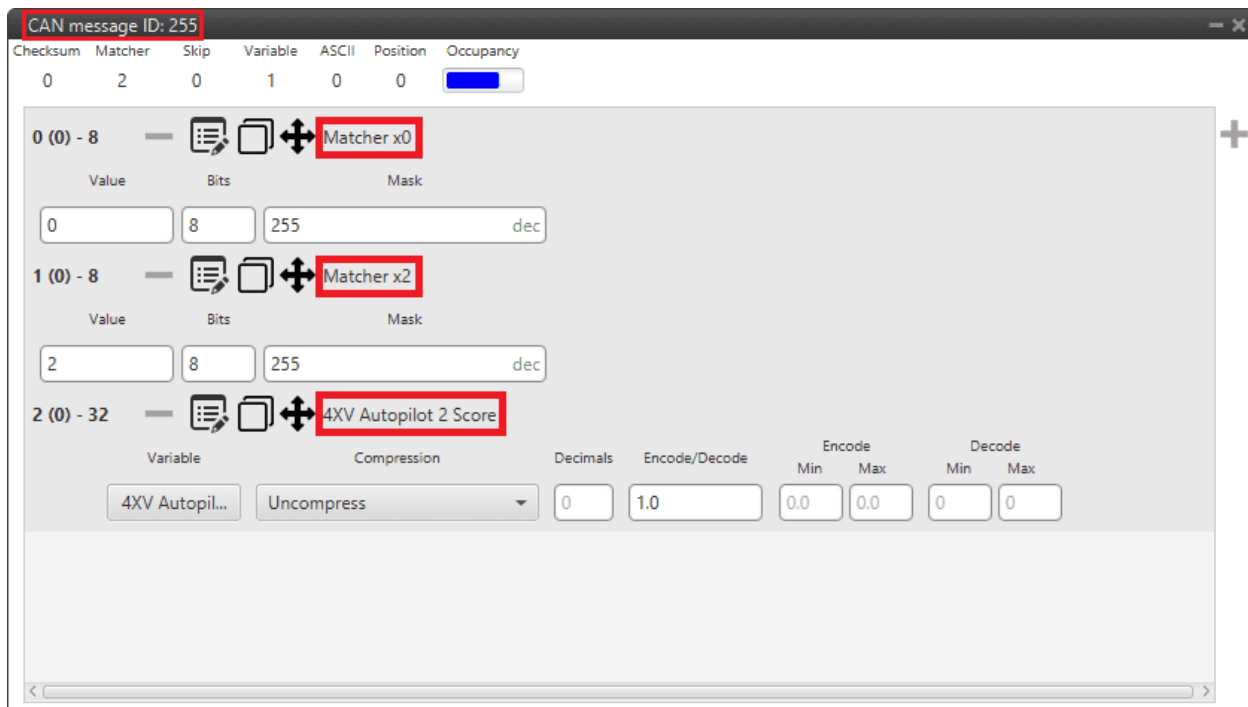 CAN message ID: 255
Checksum Matcher Skip Variable ASCII Position Occupancy
0 2 0 1 0 0
0 (0) - 8 Matcher x0
Value Bits Mask
0 8 255 dec
1 (0) - 8 Matcher x2
Value Bits Mask
2 8 255 dec
2 (0) - 32 4XV Autopilot 2 Score
Variable Compression Decimals Encode/Decode Encode Decode
Min Max Min Max
4XV Autopil... Uncompress 0 1.0 0.0 0.0 0 0